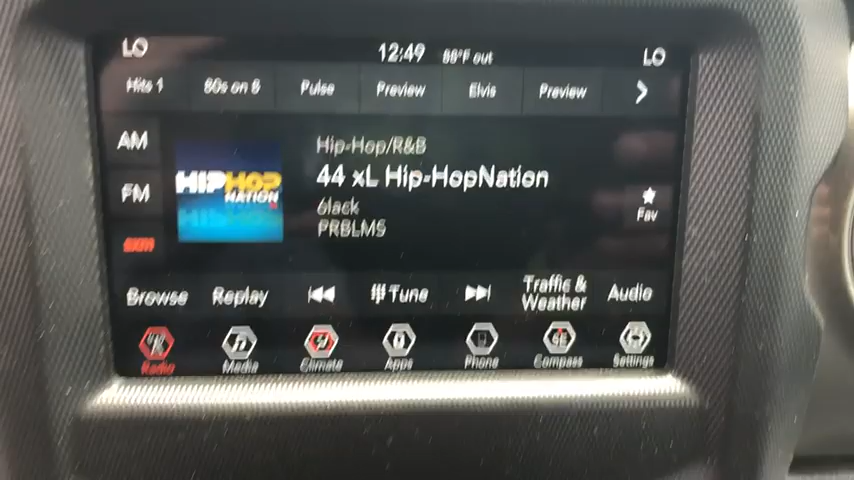 LO 12:49 88°F out LO
Hits 1 80s on 8 Pulse Preview Elvis Preview
AM
FM
SXM
HIPHOP
NATION
Hip-Hop/R&B
44 xL Hip-HopNation
6lack
PRBLMS
Fav
Browse Replay Tune Traffic & Weather Audio
Radio Media Climate Apps Phone SE Compass Settings